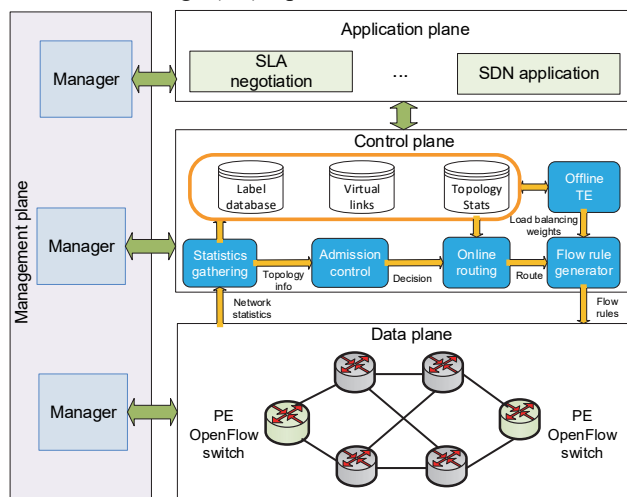 Management plane
Manager
Manager
Manager
Application plane
SLA
negotiation
...
SDN application
Control plane
Label
database
Virtual
links
Topology
Stats
Offline
TE
Load balancing
weights
Statistics
gathering
Topology
info
Admission
control
Decision
Online
routing
Route
Flow rule
generator
Network
statistics
Flow
rules
Data plane
PE
OpenFlow
switch
PE
OpenFlow
switch